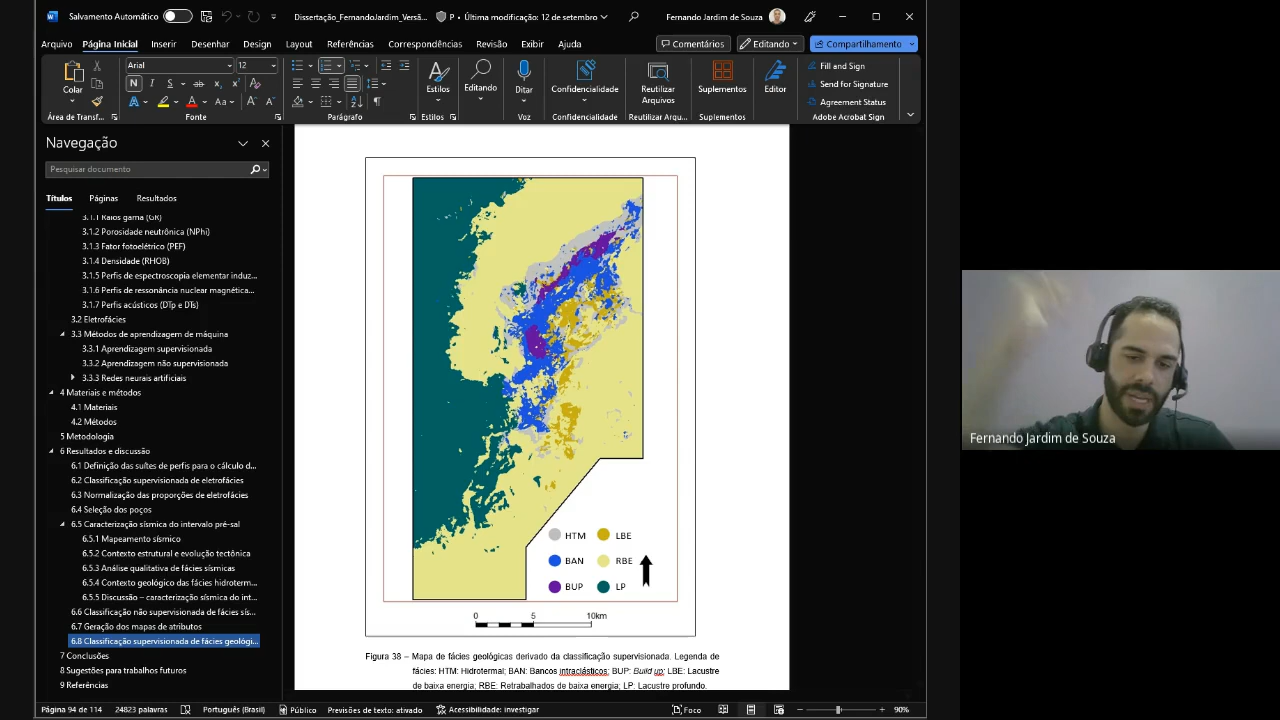 Salvamento Automático
Dissertação_FernandoJardim_Versã...
P • Última modificação: 12 de setembro
Fernando Jardim de Souza
Arquivo Página Inicial Inserir Desenhar Design Layout Referências Correspondências Revisão Exibir Ajuda
Comentários Editando Compartilhamento
Colar
Arial 12
N I S ab x₂ x²
A A Aa A A
Estilos
Editando
Ditar
Confidencialidade
Reutilizar Arquivos
Suplementos
Editor
Fill and Sign
Send for Signature
Agreement Status
Área de Transf... Fonte Parágrafo Estilos Voz Confidencialidade Reutilizar Arqu... Suplementos Adobe Acrobat Sign
Navegação
Pesquisar documento
Títulos Páginas Resultados
3.1.1 Raios gama (GR)
3.1.2 Porosidade neutrônica (NPhi)
3.1.3 Fator fotoelétrico (PEF)
3.1.4 Densidade (RHOB)
3.1.5 Perfis de espectroscopia elementar induz...
3.1.6 Perfis de ressonância nuclear magnética...
3.1.7 Perfis acústicos (DTp e DTs)
3.2 Eletrofácies
3.3 Métodos de aprendizagem de máquina
3.3.1 Aprendizagem supervisionada
3.3.2 Aprendizagem não supervisionada
3.3.3 Redes neurais artificiais
4 Materiais e métodos
4.1 Materiais
4.2 Métodos
5 Metodologia
6 Resultados e discussão
6.1 Definição das suítes de perfis para o cálculo d...
6.2 Classificação supervisionada de eletrofácies
6.3 Normalização das proporções de eletrofácies
6.4 Seleção dos poços
6.5 Caracterização sísmica do intervalo pré-sal
6.5.1 Mapeamento sísmico
6.5.2 Contexto estrutural e evolução tectônica
6.5.3 Análise qualitativa de fácies sísmicas
6.5.4 Contexto geológico das fácies hidroterm...
6.5.5 Discussão – caracterização sísmica do int...
6.6 Classificação não supervisionada de fácies sís...
6.7 Geração dos mapas de atributos
6.8 Classificação supervisionada de fácies geológi...
7 Conclusões
8 Sugestões para trabalhos futuros
9 Referências
HTM LBE
BAN RBE
BUP LP
0 5 10km
Figura 38 – Mapa de fácies geológicas derivado da classificação supervisionada. Legenda de
fácies: HTM: Hidrotermal; BAN: Bancos intraclásticos; BUP: Build up; LBE: Lacustre
de baixa energia; RBE: Retrabalhados de baixa energia; LP: Lacustre profundo.
Fernando Jardim de Souza
Página 94 de 114 24823 palavras Português (Brasil) Público Previsões de texto: ativado Acessibilidade: investigar Foco 90%